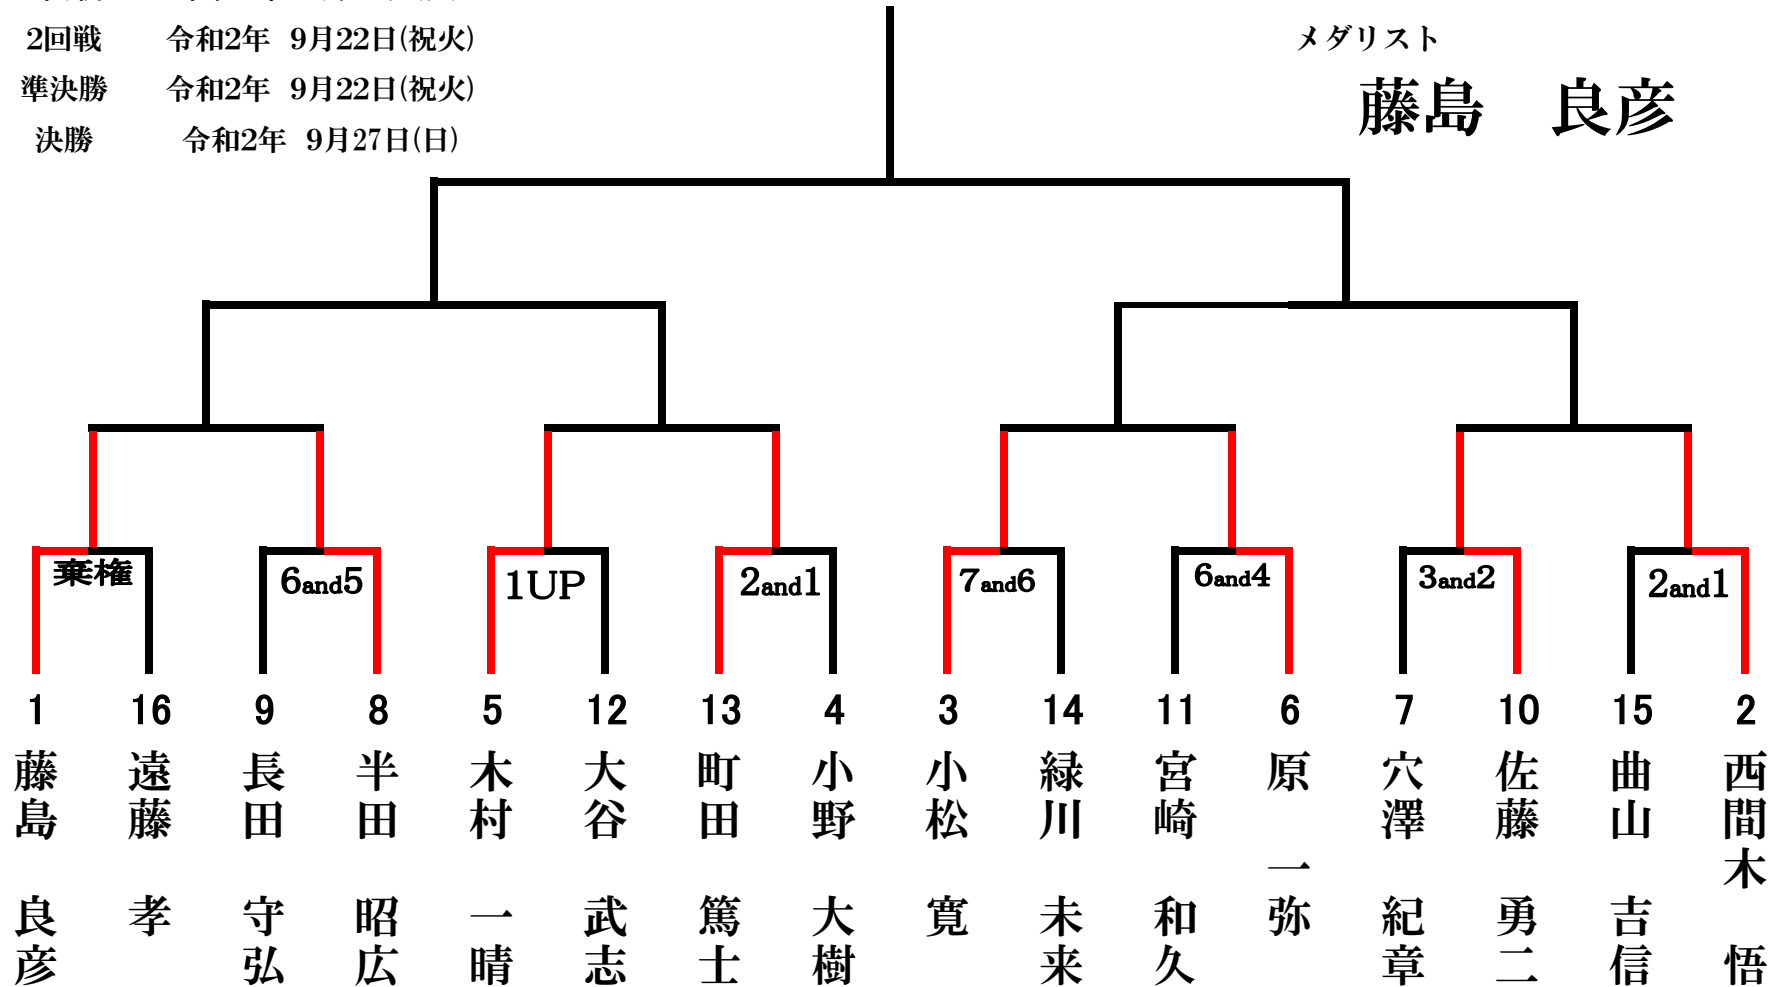 2回戦 令和2年 9月22日(祝火)
準決勝 令和2年 9月22日(祝火)
決勝 令和2年 9月27日(日)
メダリスト
藤島 良彦
棄権
6and5
1UP
2and1
7and6
6and4
3and2
2and1
1 16 9 8 5 12 13 4 3 14 11 6 7 10 15 2
藤島 良彦
遠藤 孝
長田 守弘
半田 昭広
木村 一晴
大谷 武志
町田 篤士
小野 大樹
小松 寛
緑川 未来
宮崎 和久
原 一弥
穴澤 紀章
佐藤 勇二
曲山 吉信
西間木 悟